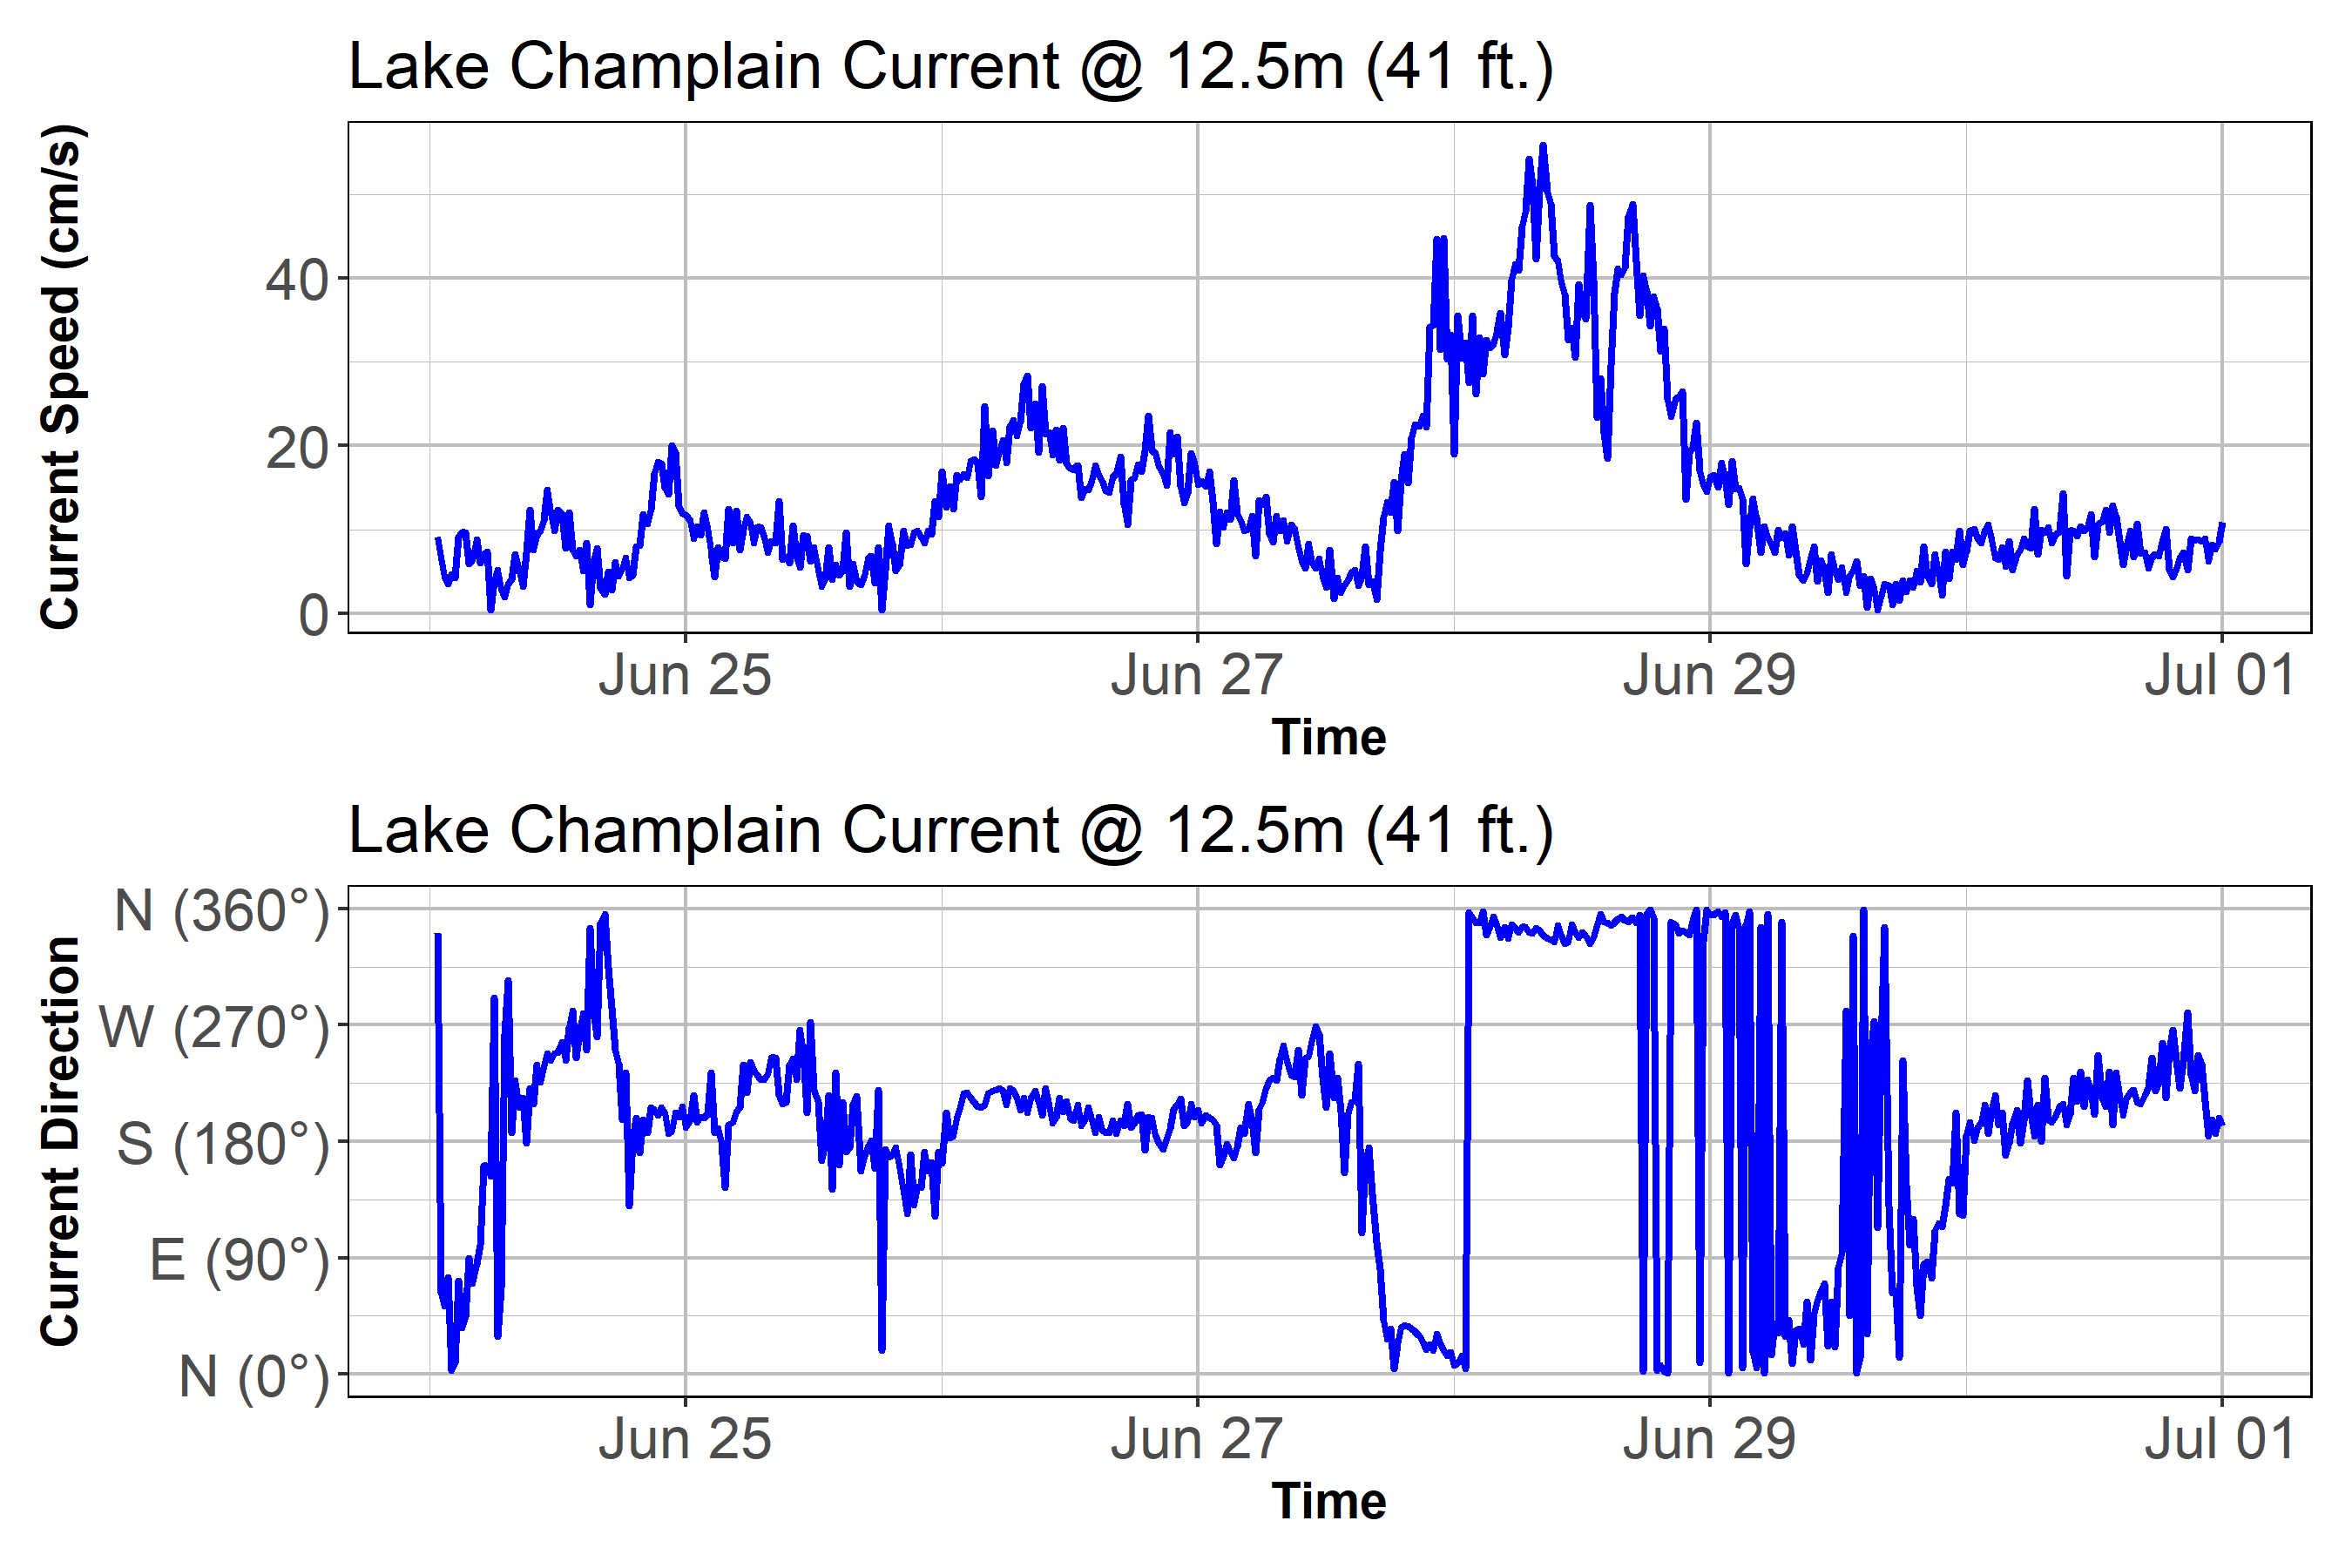 Lake Champlain Current @ 12.5m (41 ft.)
Current Speed (cm/s)
40
20
0
Jun 25 Jun 27 Jun 29 Jul 01
Time
Lake Champlain Current @ 12.5m (41 ft.)
Current Direction
N (360°)
W (270°)
S (180°)
E (90°)
N (0°)
Jun 25 Jun 27 Jun 29 Jul 01
Time